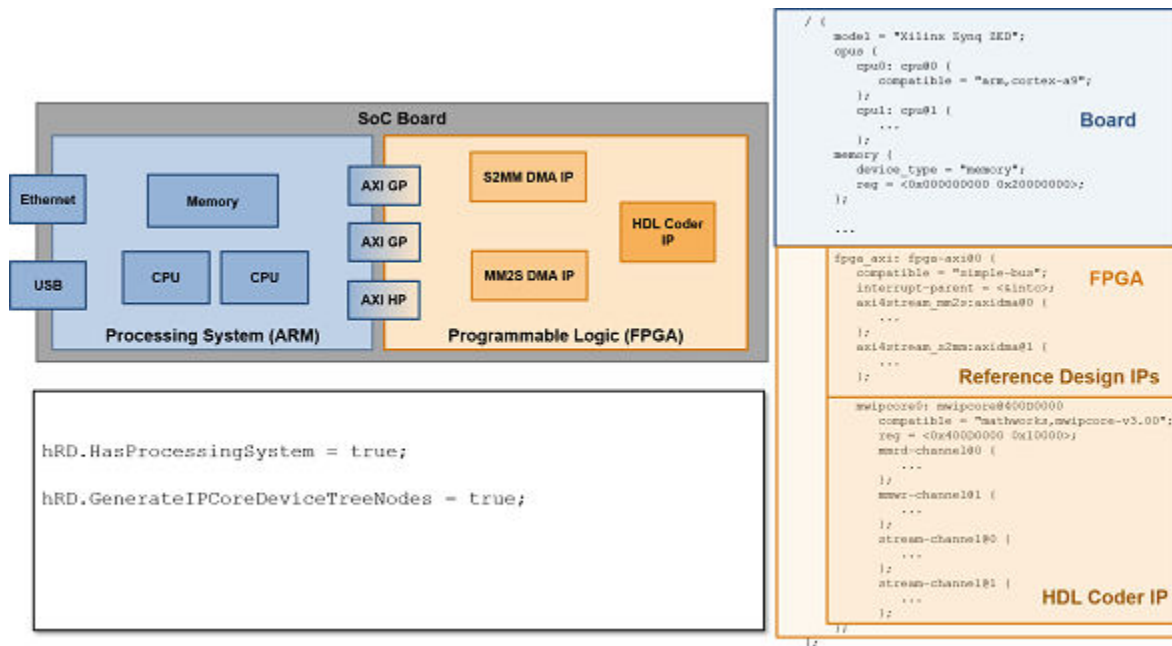 SoC Board
Ethernet
USB
Memory
CPU
CPU
Processing System (ARM)
AXI GP
AXI GP
AXI HP
S2MM DMA IP
MM2S DMA IP
HDL Coder
IP
Programmable Logic (FPGA)
hRD.HasProcessingSystem = true;
hRD.GenerateIPCoreDeviceTreeNodes = true;
/ {
model = "Xilinx Zynq ZED";
cpus {
cpu0: cpu@0 {
compatible = "arm,cortex-a9";
};
cpu1: cpu@1 {
...
};
memory {
device_type = "memory";
reg = <0x000000000 0x20000000>;
};
...
Board
fpga_axi: fpga-axi@0 {
compatible = "simple-bus";
interrupt-parent = <&intc>;
axi4stream_mm2s:axidma@0 {
...
};
axi4stream_s2mm:axidma@1 {
...
};
FPGA
Reference Design IPs
mwipcore0: mwipcore@400D0000
compatible = "mathworks,mwipcore-v3.00";
reg = <0x400D0000 0x10000>;
mmrd-channel@0 {
...
};
mmwr-channel@1 {
...
};
stream-channel@0 {
...
};
stream-channel@1 {
...
};
HDL Coder IP
};
};